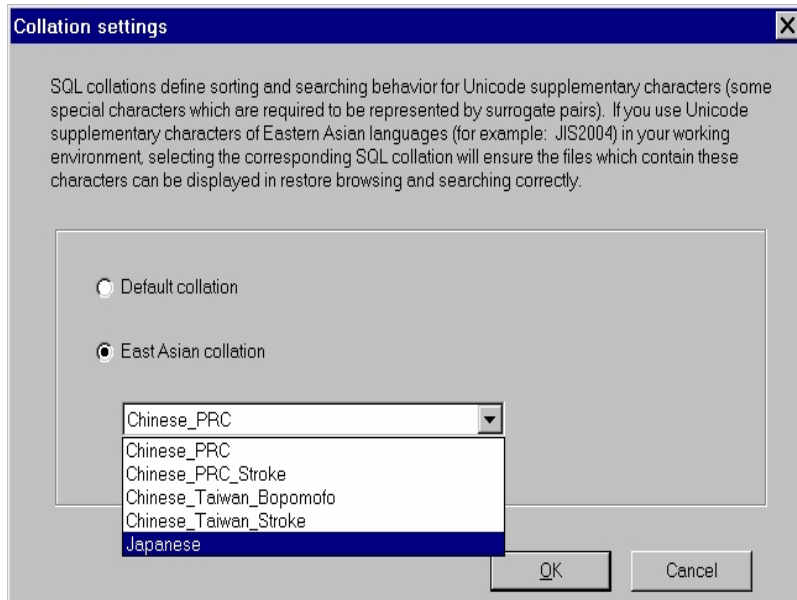 Collation settings
SQL collations define sorting and searching behavior for Unicode supplementary characters (some
special characters which are required to be represented by surrogate pairs). If you use Unicode
supplementary characters of Eastern Asian languages (for example: JIS2004) in your working
environment, selecting the corresponding SQL collation will ensure the files which contain these
characters can be displayed in restore browsing and searching correctly.
Default collation
East Asian collation
Chinese_PRC
Chinese_PRC
Chinese_PRC_Stroke
Chinese_Taiwan_Bopomofo
Chinese_Taiwan_Stroke
Japanese
OK Cancel